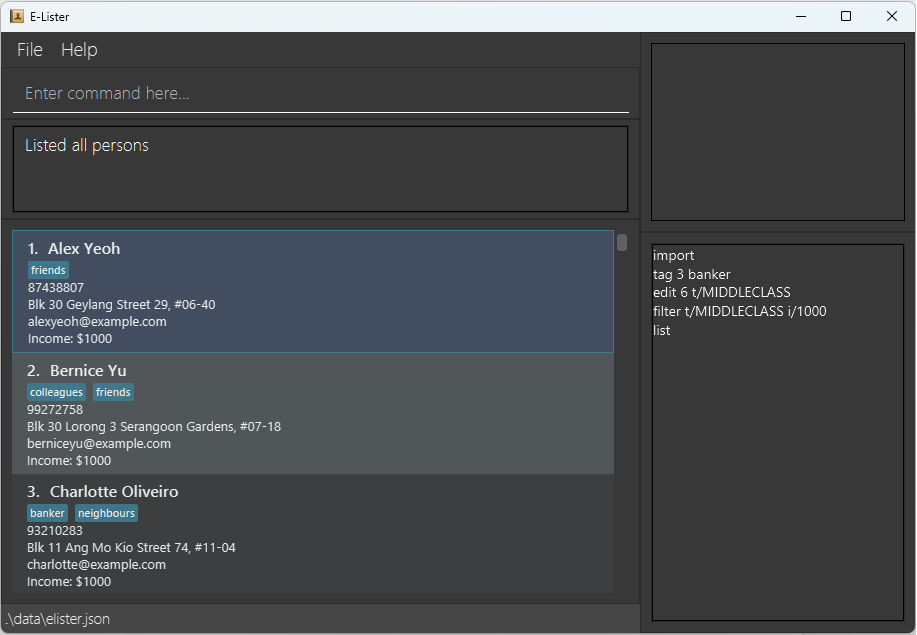 E-Lister
File Help
Enter command here...
Listed all persons
1. Alex Yeoh
friends
87438807
Blk 30 Geylang Street 29, #06-40
alexyeoh@example.com
Income: $1000
2. Bernice Yu
colleagues friends
99272758
Blk 30 Lorong 3 Serangoon Gardens, #07-18
berniceyu@example.com
Income: $1000
3. Charlotte Oliveiro
banker neighbours
93210283
Blk 11 Ang Mo Kio Street 74, #11-04
charlotte@example.com
Income: $1000
import
tag 3 banker
edit 6 t/MIDDLECLASS
filter t/MIDDLECLASS i/1000
list
.\data\elister.json